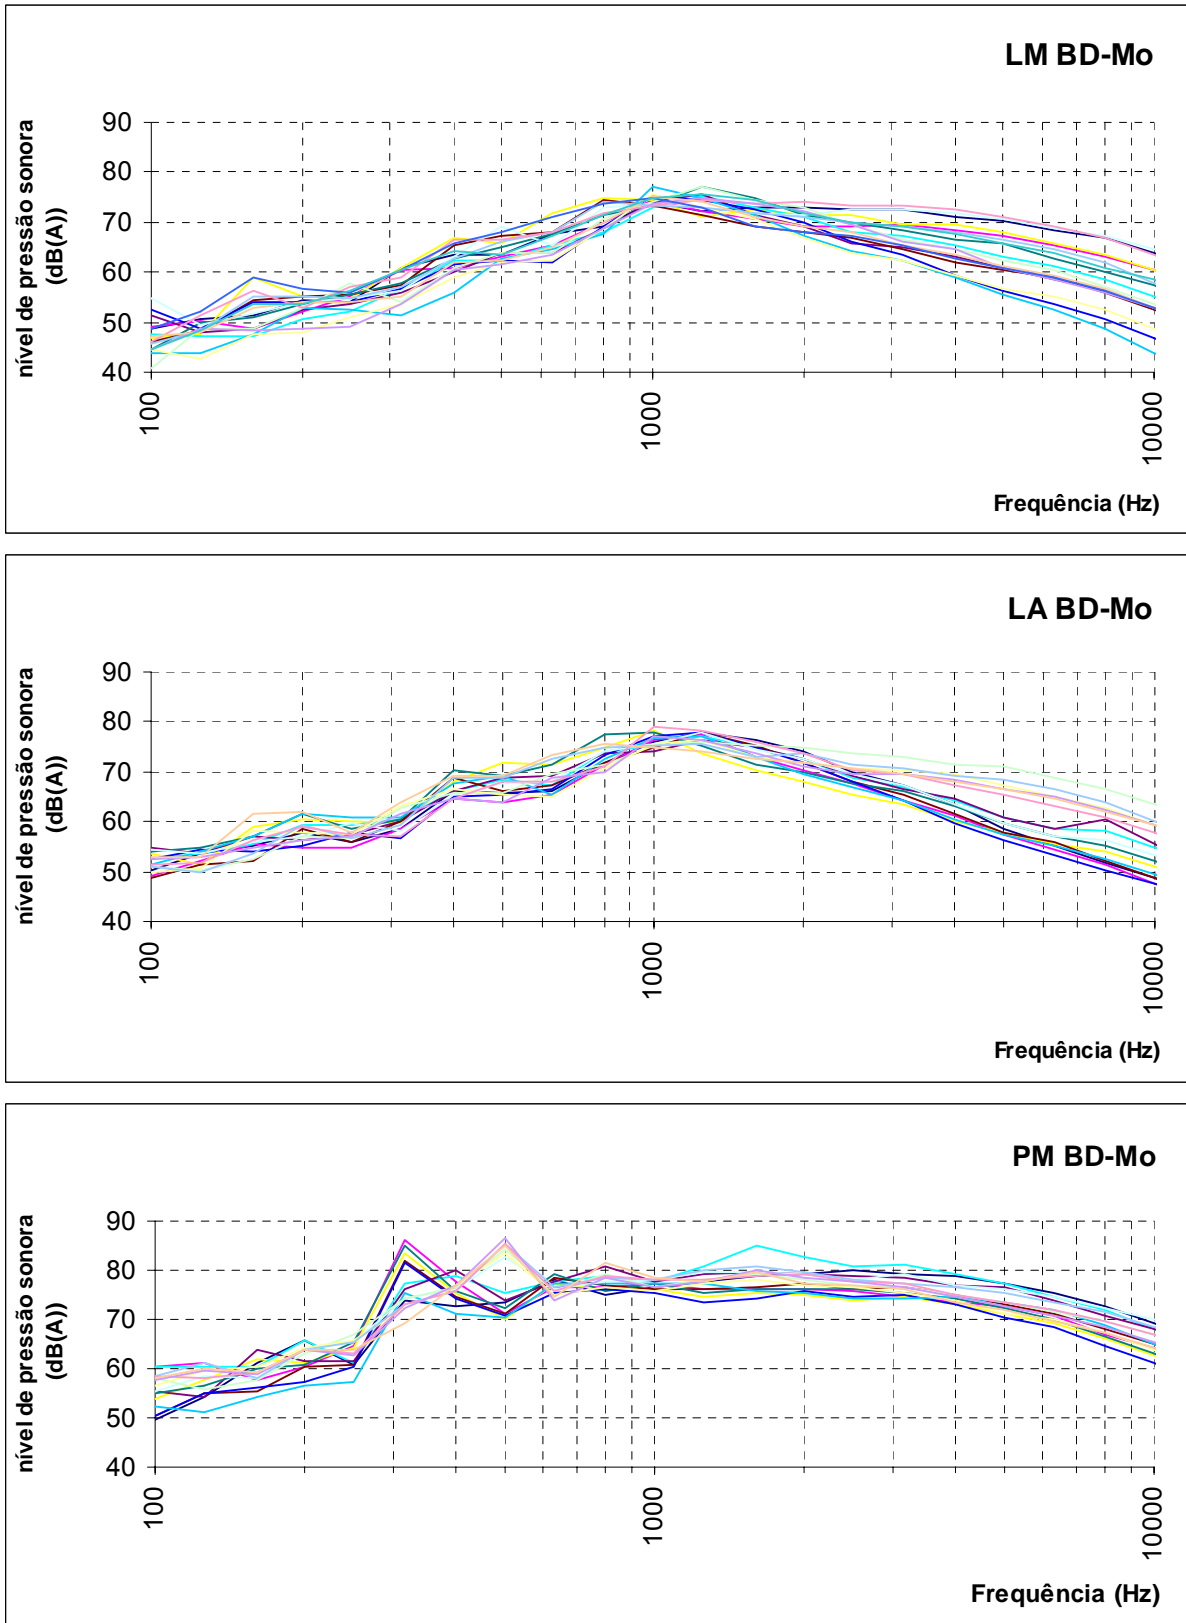 LM BD-Mo
nível de pressão sonora
(dB(A))
90
80
70
60
50
40
100
1000
10000
Frequência (Hz)
LA BD-Mo
nível de pressão sonora
(dB(A))
90
80
70
60
50
40
100
1000
10000
Frequência (Hz)
PM BD-Mo
nível de pressão sonora
(dB(A))
90
80
70
60
50
40
100
1000
10000
Frequência (Hz)